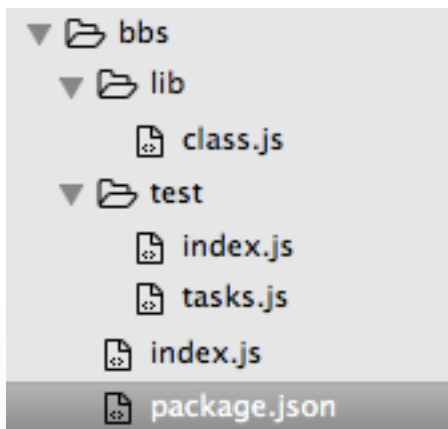 bbs
lib
class.js
test
index.js
tasks.js
index.js
package.json